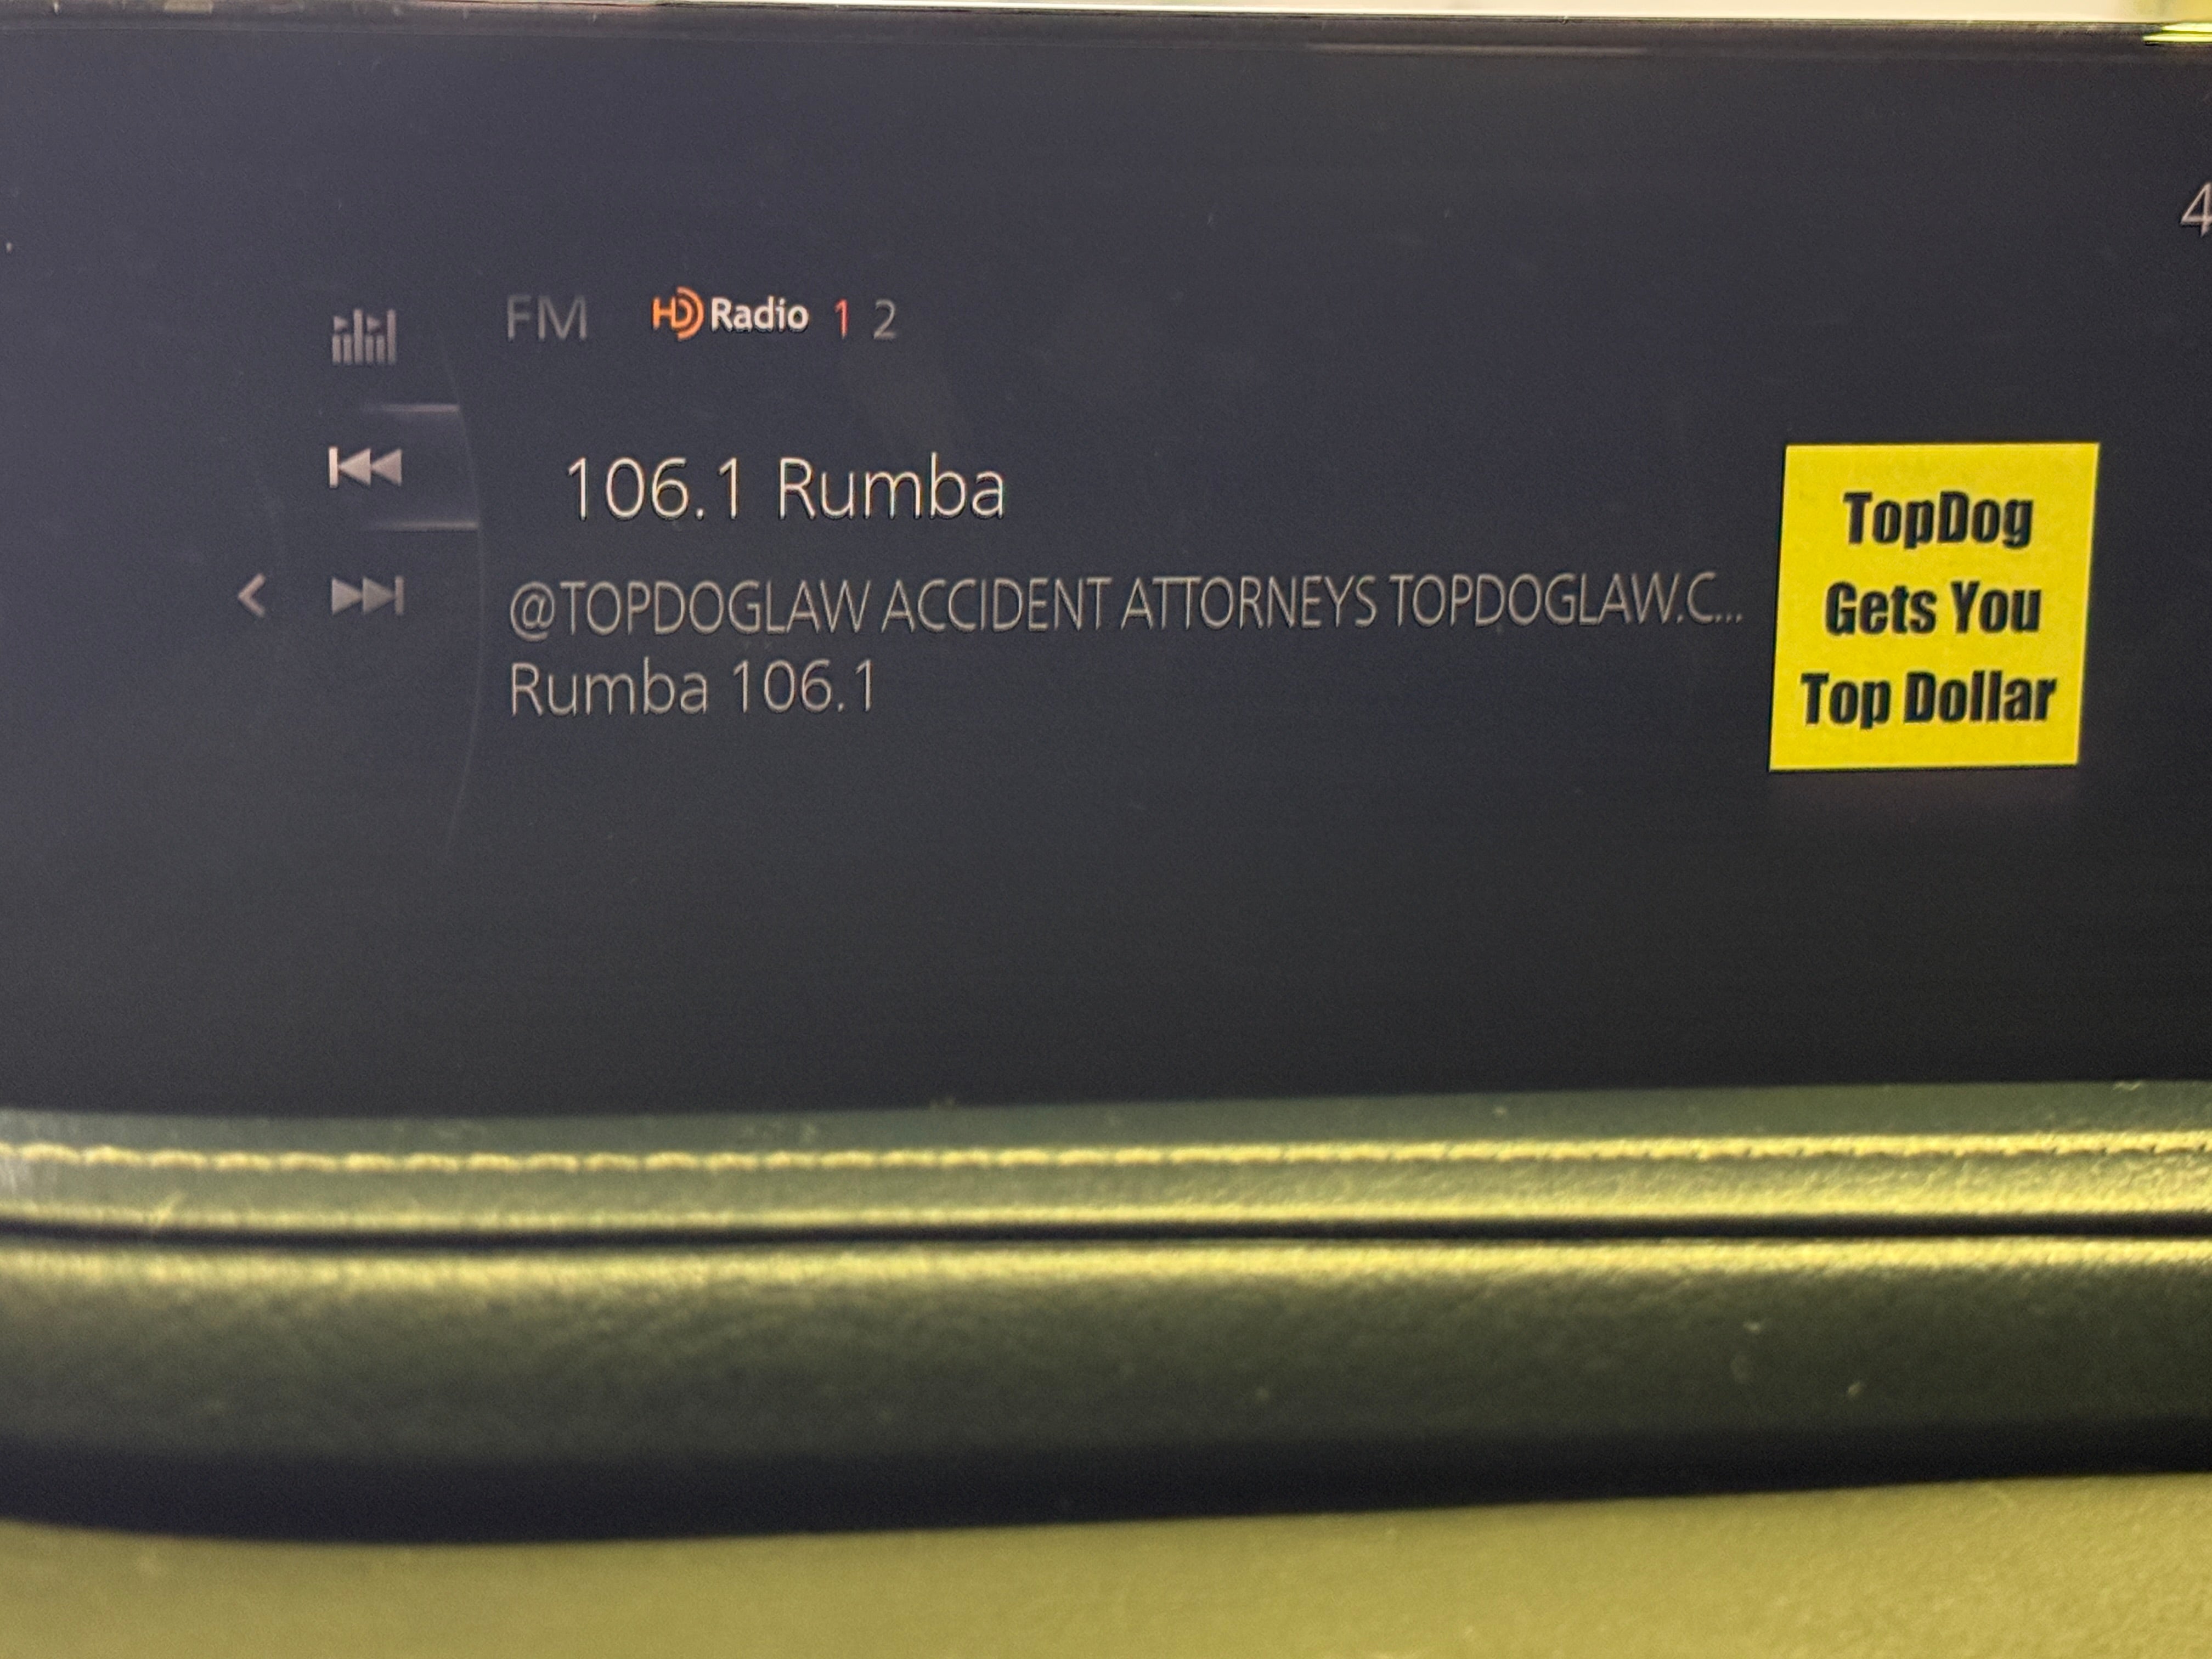 4
FM HD Radio 1 2
106.1 Rumba
@TOPDOGLAW ACCIDENT ATTORNEYS TOPDOGLAW.C...
Rumba 106.1
TopDog
Gets You
Top Dollar